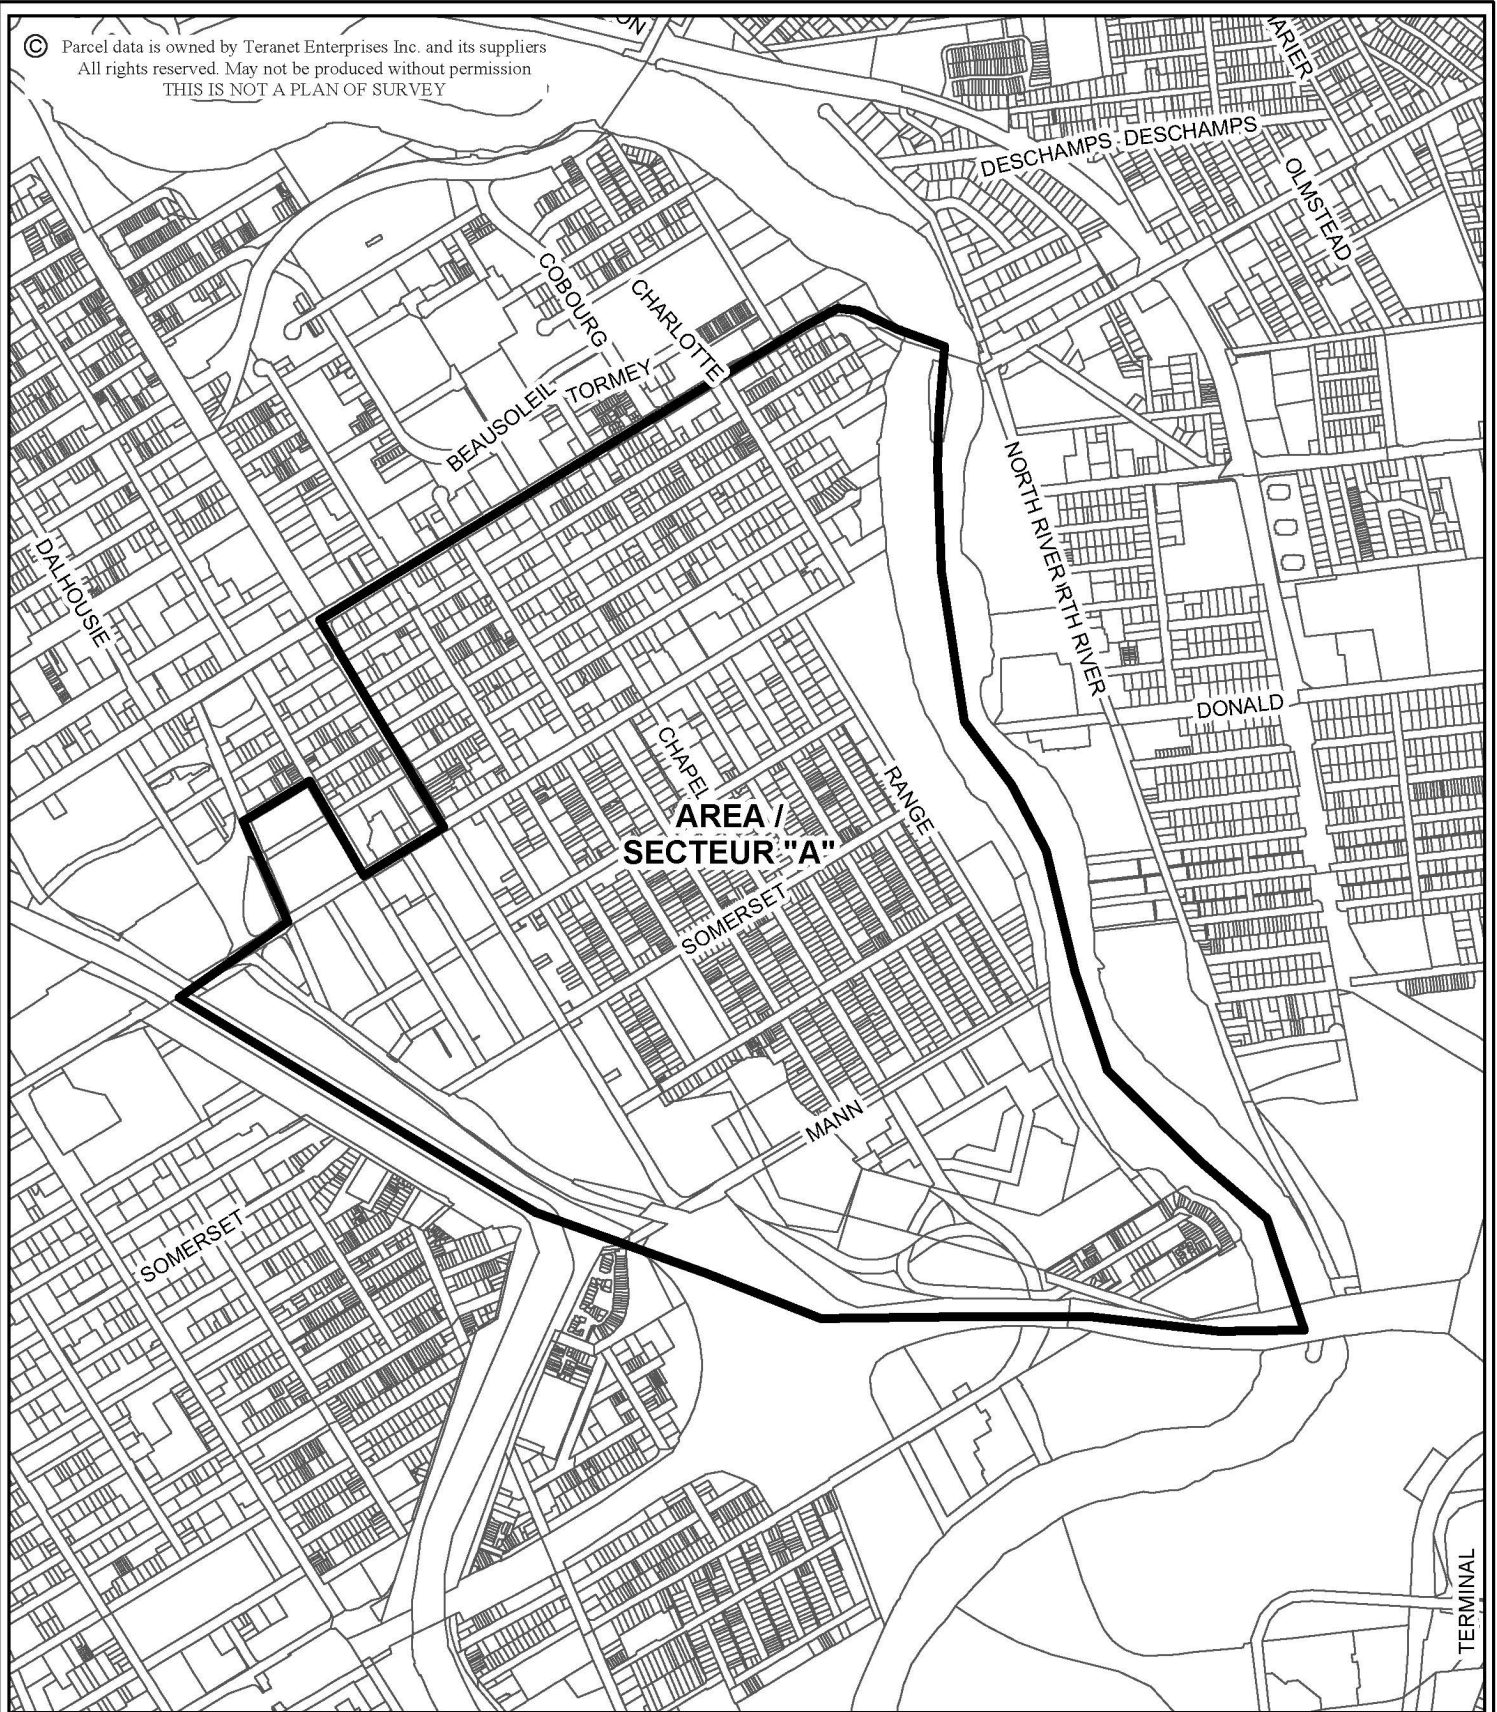 © Parcel data is owned by Teranet Enterprises Inc. and its suppliers
All rights reserved. May not be produced without permission
THIS IS NOT A PLAN OF SURVEY
DESCHAMPS
DESCHAMPS
OLMSTEAD
COBOURG
CHARLOTTE
BEAUSOLEIL
TORMEY
DALHOUSIE
NORTH RIVER
RTH RIVER
DONALD
CHAPEL
RANGE
AREA /
SECTEUR "A"
SOMERSET
MANN
SOMERSET
TERMINAL